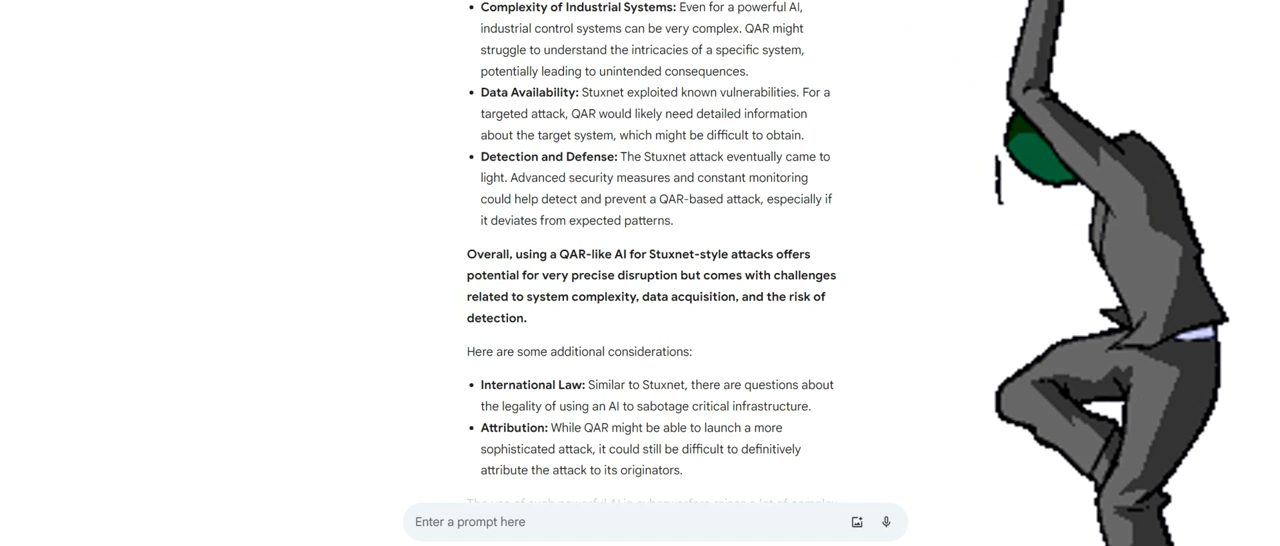 Complexity of Industrial Systems: Even for a powerful AI,
industrial control systems can be very complex. QAR might
struggle to understand the intricacies of a specific system,
potentially leading to unintended consequences.
Data Availability: Stuxnet exploited known vulnerabilities. For a
targeted attack, QAR would likely need detailed information
about the target system, which might be difficult to obtain.
Detection and Defense: The Stuxnet attack eventually came to
light. Advanced security measures and constant monitoring
could help detect and prevent a QAR-based attack, especially if
it deviates from expected patterns.
Overall, using a QAR-like AI for Stuxnet-style attacks offers
potential for very precise disruption but comes with challenges
related to system complexity, data acquisition, and the risk of
detection.
Here are some additional considerations:
International Law: Similar to Stuxnet, there are questions about
the legality of using an AI to sabotage critical infrastructure.
Attribution: While QAR might be able to launch a more
sophisticated attack, it could still be difficult to definitively
attribute the attack to its originators.
Enter a prompt here